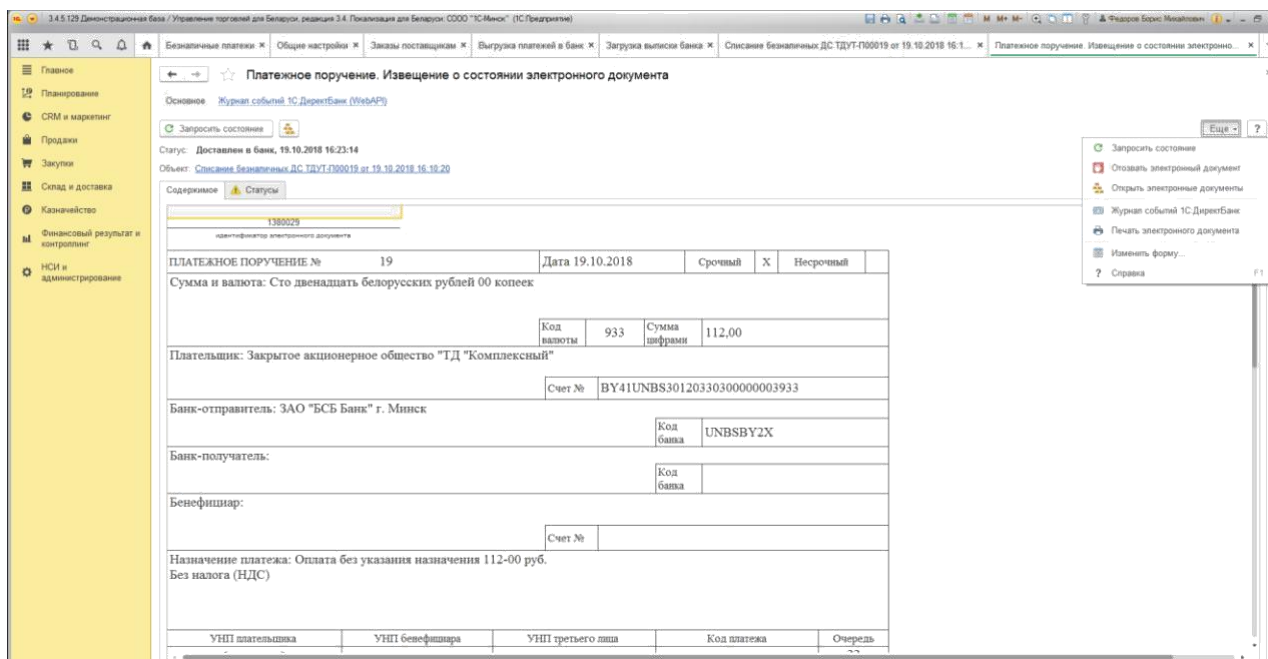 3.4.5.129 Демонстрационная база / Управление торговлей для Беларуси, редакция 3.4. Локализация для Беларуси: СООО "1С-Минск" (1С:Предприятие)
M M+ M-
Федоров Борис Михайлович
Безналичные платежи × Общие настройки × Заказы поставщикам × Выгрузка платежей в банк × Загрузка выписки банка × Списание безналичных ДС ТДУТ-П00019 от 19.10.2018 16:1... × Платежное поручение. Извещение о состоянии электронно... ×
Главное
Планирование
CRM и маркетинг
Продажи
Закупки
Склад и доставка
Казначейство
Финансовый результат и
контроллинг
НСИ и
администрирование
Платежное поручение. Извещение о состоянии электронного документа
Основное Журнал событий 1С:ДиректБанк (WebAPI)
Запросить состояние
Еще
?
Статус: Доставлен в банк, 19.10.2018 16:23:14
Объект: Списание безналичных ДС ТДУТ-П00019 от 19.10.2018 16:10:20
Содержимое Статусы
Запросить состояние
Отозвать электронный документ
Открыть электронные документы
Журнал событий 1С:ДиректБанк
Печать электронного документа
Изменить форму...
? Справка F1
1380029
идентификатор электронного документа
ПЛАТЕЖНОЕ ПОРУЧЕНИЕ № 19 Дата 19.10.2018 Срочный X Несрочный
Сумма и валюта: Сто двенадцать белорусских рублей 00 копеек
Код
валюты
933
Сумма
цифрами
112,00
Плательщик: Закрытое акционерное общество "ТД "Комплексный"
Счет № BY41UNBS30120330300000003933
Банк-отправитель: ЗАО "БСБ Банк" г. Минск
Код
банка
UNBSBY2X
Банк-получатель:
Код
банка
Бенефициар:
Счет №
Назначение платежа: Оплата без указания назначения 112-00 руб.
Без налога (НДС)
УНП плательщика УНП бенефициара УНП третьего лица Код платежа Очередь